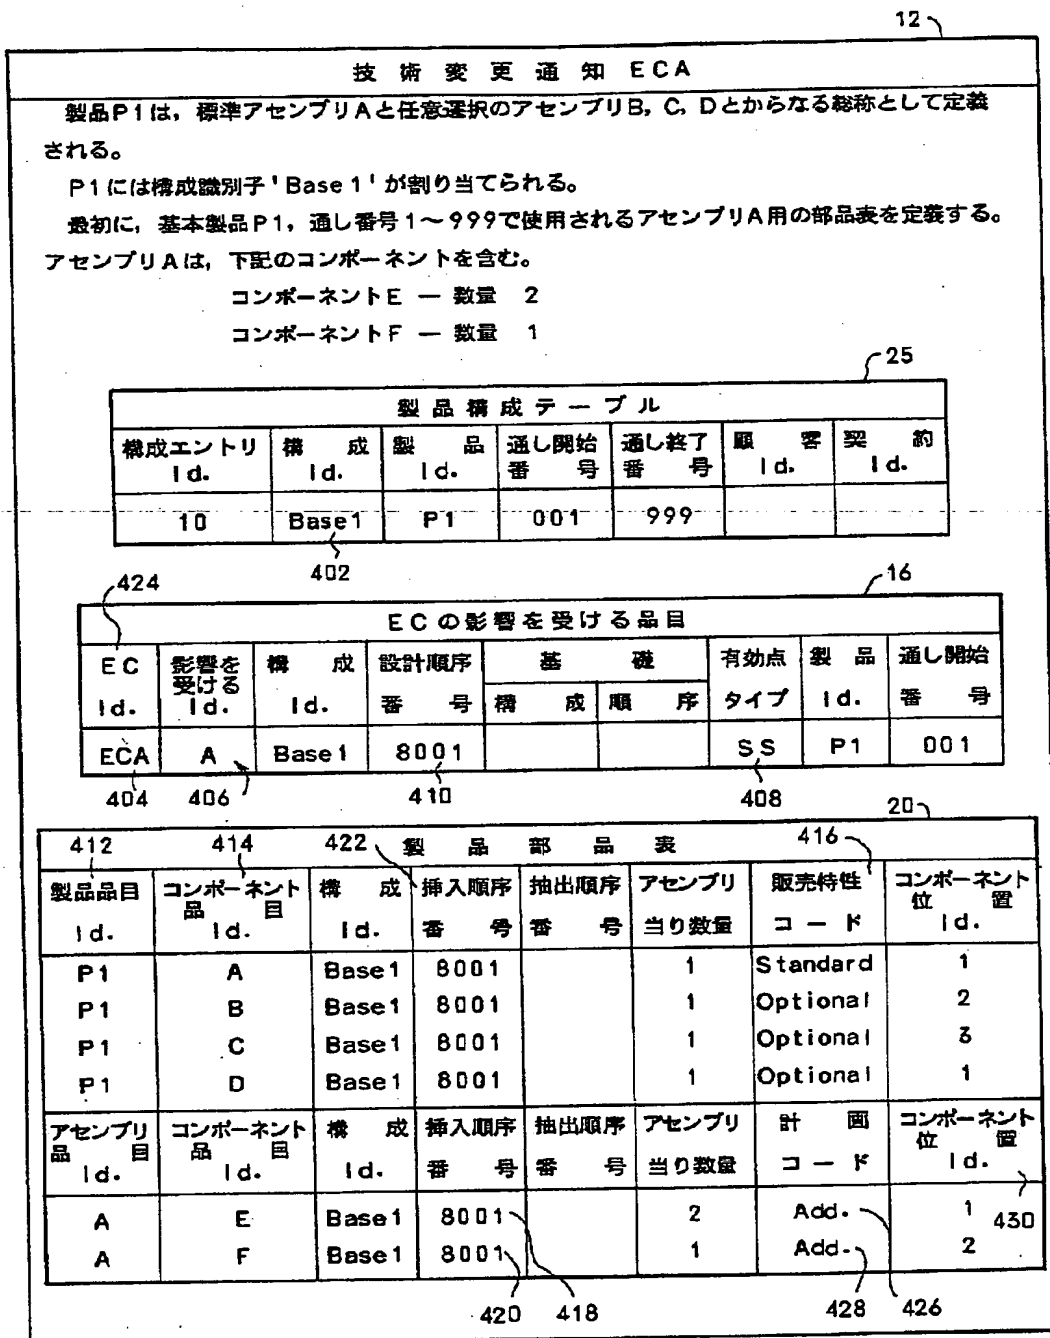 12
技術変更通知 ECA
製品P1は,標準アセンブリAと任意選択のアセンブリB,C,Dとからなる総称として定義
される。
P1には構成識別子'Base1'が割り当てられる。
最初に,基本製品P1,通し番号1～999で使用されるアセンブリA用の部品表を定義する。
アセンブリAは,下記のコンポーネントを含む。
コンポーネントE — 数量 2
コンポーネントF — 数量 1
25
製品構成テーブル
構成エントリ 構成 製品 通し開始 通し終了 顧客 契約
Id. Id. Id. 番号 番号 Id. Id.
10 Base1 P1 001 999
402
424 16
ECの影響を受ける品目
EC 影響を 構成 設計順序 基礎 有効点 製品 通し開始
受ける
Id. Id. Id. 番号 構成 順序 タイプ Id. 番号
ECA A Base1 8001 SS P1 001
404 406 410 408
20
412 414 422 製品部品表 416
製品品目 コンポーネント 構成 挿入順序 抽出順序 アセンブリ 販売特性 コンポーネント
品目 位置
Id. Id. Id. 番号 番号 当り数量 コード Id.
P1 A Base1 8001 1 Standard 1
P1 B Base1 8001 1 Optional 2
P1 C Base1 8001 1 Optional 3
P1 D Base1 8001 1 Optional 1
アセンブリ コンポーネント 構成 挿入順序 抽出順序 アセンブリ 計画 コンポーネント
品目 品目 位置
Id. Id. Id. 番号 番号 当り数量 コード Id.
A E Base1 8001 2 Add. 1
430
A F Base1 8001 1 Add. 2
420 418 428 426